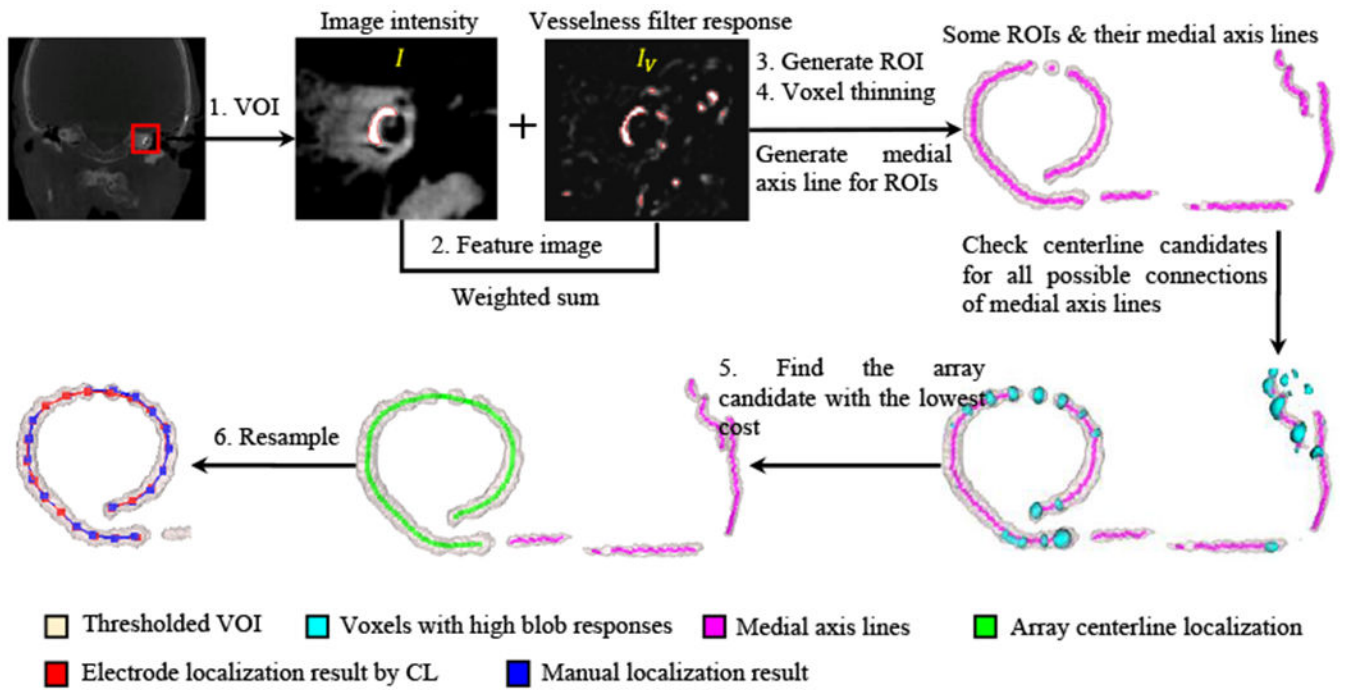 Image intensity
Vesselness filter response
I
I_V
Some ROIs & their medial axis lines
1. VOI
+
3. Generate ROI
4. Voxel thinning
Generate medial
axis line for ROIs
2. Feature image
Weighted sum
Check centerline candidates
for all possible connections
of medial axis lines
5. Find the array
candidate with the lowest
cost
6. Resample
Thresholded VOI
Voxels with high blob responses
Medial axis lines
Array centerline localization
Electrode localization result by CL
Manual localization result